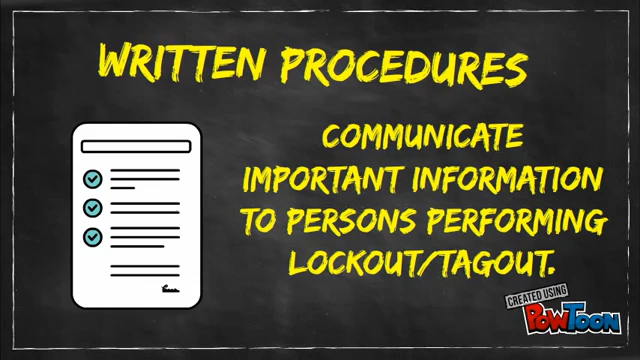 WRITTEN PROCEDURES
COMMUNICATE
IMPORTANT INFORMATION
TO PERSONS PERFORMING
LOCKOUT/TAGOUT.
CREATED USING
POWTOON